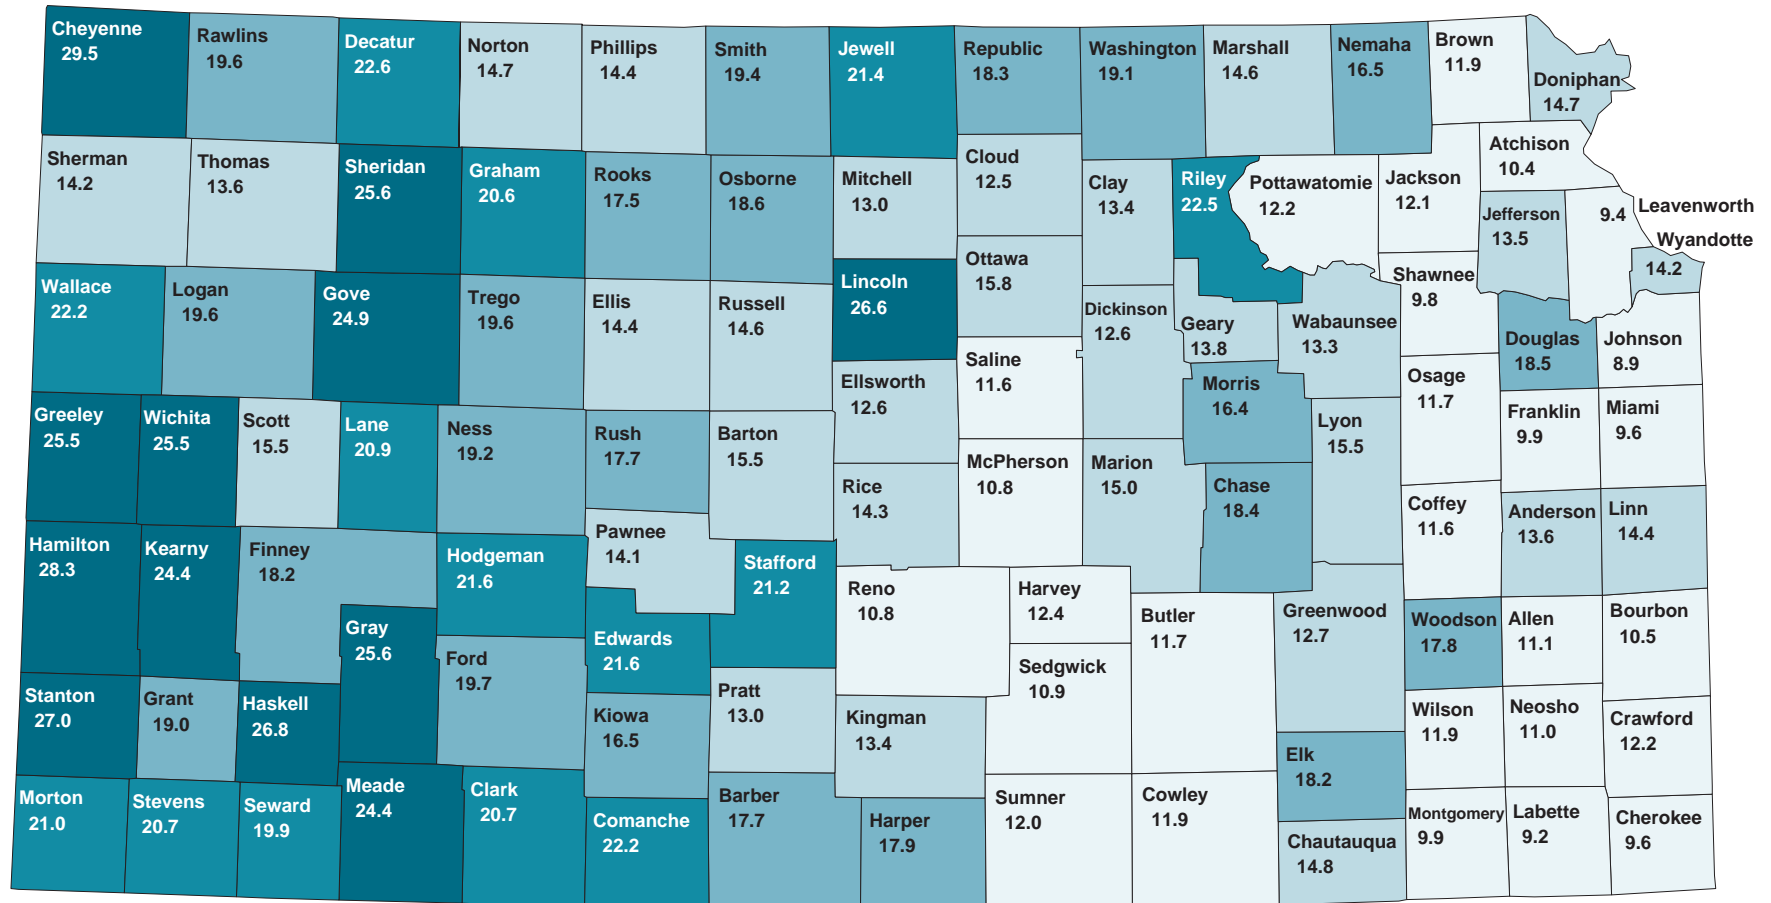 Cheyenne
29.5
Rawlins
19.6
Decatur
22.6
Norton
14.7
Phillips
14.4
Smith
19.4
Jewell
21.4
Republic
18.3
Washington
19.1
Marshall
14.6
Nemaha
16.5
Brown
11.9
Doniphan
14.7
Sherman
14.2
Thomas
13.6
Sheridan
25.6
Graham
20.6
Rooks
17.5
Osborne
18.6
Mitchell
13.0
Cloud
12.5
Clay
13.4
Riley
22.5
Pottawatomie
12.2
Jackson
12.1
Atchison
10.4
Jefferson
13.5
9.4
Leavenworth
Wyandotte
14.2
Wallace
22.2
Logan
19.6
Gove
24.9
Trego
19.6
Ellis
14.4
Russell
14.6
Lincoln
26.6
Ottawa
15.8
Saline
11.6
Dickinson
12.6
Geary
13.8
Wabaunsee
13.3
Shawnee
9.8
Douglas
18.5
Johnson
8.9
Greeley
25.5
Wichita
25.5
Scott
15.5
Lane
20.9
Ness
19.2
Rush
17.7
Barton
15.5
Ellsworth
12.6
Rice
14.3
McPherson
10.8
Marion
15.0
Morris
16.4
Chase
18.4
Lyon
15.5
Osage
11.7
Franklin
9.9
Miami
9.6
Coffey
11.6
Anderson
13.6
Linn
14.4
Hamilton
28.3
Kearny
24.4
Finney
18.2
Hodgeman
21.6
Pawnee
14.1
Stafford
21.2
Gray
25.6
Ford
19.7
Edwards
21.6
Reno
10.8
Harvey
12.4
Butler
11.7
Greenwood
12.7
Woodson
17.8
Allen
11.1
Bourbon
10.5
Stanton
27.0
Grant
19.0
Haskell
26.8
Kiowa
16.5
Pratt
13.0
Kingman
13.4
Sedgwick
10.9
Elk
18.2
Wilson
11.9
Neosho
11.0
Crawford
12.2
Morton
21.0
Stevens
20.7
Seward
19.9
Meade
24.4
Clark
20.7
Comanche
22.2
Barber
17.7
Harper
17.9
Sumner
12.0
Cowley
11.9
Chautauqua
14.8
Montgomery
9.9
Labette
9.2
Cherokee
9.6